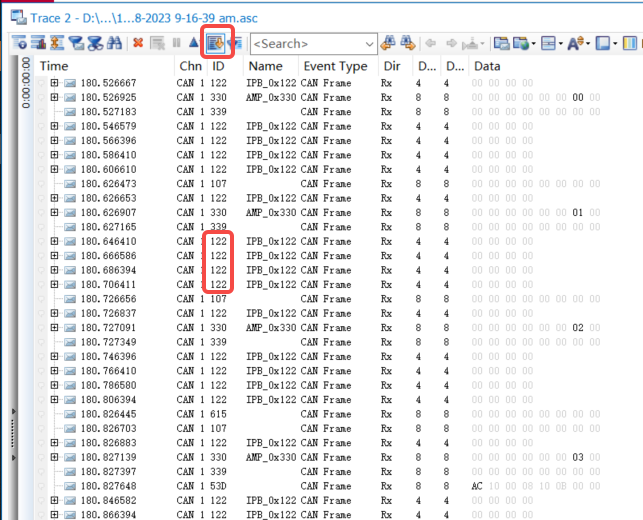 Trace 2 - D:\...\1...8-2023 9-16-39 am.asc
<Search>
0:00:00:00
Time Chn ID Name Event Type Dir D... D... Data
180.526667 CAN 1 122 IPB_0x122 CAN Frame Rx 4 4 00 00 00 00
180.526925 CAN 1 330 AMP_0x330 CAN Frame Rx 8 8 00 00 00 00 00 00 00 00
180.527183 CAN 1 339 CAN Frame Rx 8 8 00 00 00 00 00 00 00 00
180.546579 CAN 1 122 IPB_0x122 CAN Frame Rx 4 4 00 00 00 00
180.566396 CAN 1 122 IPB_0x122 CAN Frame Rx 4 4 00 00 00 00
180.586410 CAN 1 122 IPB_0x122 CAN Frame Rx 4 4 00 00 00 00
180.606610 CAN 1 122 IPB_0x122 CAN Frame Rx 4 4 00 00 00 00
180.626473 CAN 1 107 CAN Frame Rx 8 8 00 00 00 00 00 00 00 00
180.626653 CAN 1 122 IPB_0x122 CAN Frame Rx 4 4 00 00 00 00
180.626907 CAN 1 330 AMP_0x330 CAN Frame Rx 8 8 00 00 00 00 00 00 01 00
180.627165 CAN 1 339 CAN Frame Rx 8 8 00 00 00 00 00 00 00 00
180.646410 CAN 1 122 IPB_0x122 CAN Frame Rx 4 4 00 00 00 00
180.666586 CAN 1 122 IPB_0x122 CAN Frame Rx 4 4 00 00 00 00
180.686394 CAN 1 122 IPB_0x122 CAN Frame Rx 4 4 00 00 00 00
180.706411 CAN 1 122 IPB_0x122 CAN Frame Rx 4 4 00 00 00 00
180.726656 CAN 1 107 CAN Frame Rx 8 8 00 00 00 00 00 00 00 00
180.726837 CAN 1 122 IPB_0x122 CAN Frame Rx 4 4 00 00 00 00
180.727091 CAN 1 330 AMP_0x330 CAN Frame Rx 8 8 00 00 00 00 00 00 02 00
180.727349 CAN 1 339 CAN Frame Rx 8 8 00 00 00 00 00 00 00 00
180.746396 CAN 1 122 IPB_0x122 CAN Frame Rx 4 4 00 00 00 00
180.766410 CAN 1 122 IPB_0x122 CAN Frame Rx 4 4 00 00 00 00
180.786580 CAN 1 122 IPB_0x122 CAN Frame Rx 4 4 00 00 00 00
180.806394 CAN 1 122 IPB_0x122 CAN Frame Rx 4 4 00 00 00 00
180.826445 CAN 1 615 CAN Frame Rx 8 8 00 00 00 00 00 00 00 00
180.826703 CAN 1 107 CAN Frame Rx 8 8 00 00 00 00 00 00 00 00
180.826883 CAN 1 122 IPB_0x122 CAN Frame Rx 4 4 00 00 00 00
180.827139 CAN 1 330 AMP_0x330 CAN Frame Rx 8 8 00 00 00 00 00 00 03 00
180.827397 CAN 1 339 CAN Frame Rx 8 8 00 00 00 00 00 00 00 00
180.827648 CAN 1 53D CAN Frame Rx 8 8 AC 10 00 08 10 0B 00 00
180.846582 CAN 1 122 IPB_0x122 CAN Frame Rx 4 4 00 00 00 00
180.866394 CAN 1 122 IPB_0x122 CAN Frame Rx 4 4 00 00 00 00